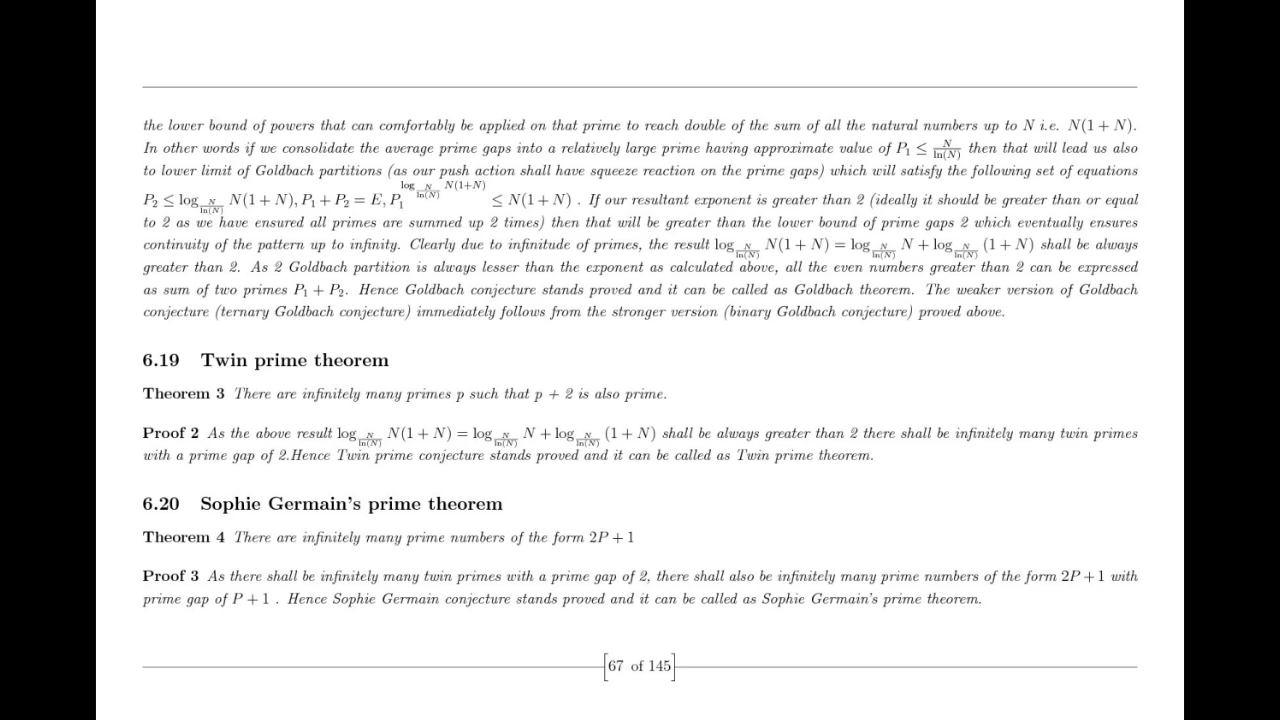 the lower bound of powers that can comfortably be applied on that prime to reach double of the sum of all the natural numbers up to N i.e. N(1 + N).
In other words if we consolidate the average prime gaps into a relatively large prime having approximate value of P₁ ≤ N/ln(N) then that will lead us also
to lower limit of Goldbach partitions (as our push action shall have squeeze reaction on the prime gaps) which will satisfy the following set of equations
P₂ ≤ log_{N/ln(N)} N(1 + N), P₁ + P₂ = E, P₁^{log_{N/ln(N)} N(1+N)} ≤ N(1 + N) . If our resultant exponent is greater than 2 (ideally it should be greater than or equal
to 2 as we have ensured all primes are summed up 2 times) then that will be greater than the lower bound of prime gaps 2 which eventually ensures
continuity of the pattern up to infinity. Clearly due to infinitude of primes, the result log_{N/ln(N)} N(1 + N) = log_{N/ln(N)} N + log_{N/ln(N)} (1 + N) shall be always
greater than 2. As 2 Goldbach partition is always lesser than the exponent as calculated above, all the even numbers greater than 2 can be expressed
as sum of two primes P₁ + P₂. Hence Goldbach conjecture stands proved and it can be called as Goldbach theorem. The weaker version of Goldbach
conjecture (ternary Goldbach conjecture) immediately follows from the stronger version (binary Goldbach conjecture) proved above.
6.19 Twin prime theorem
Theorem 3 There are infinitely many primes p such that p + 2 is also prime.
Proof 2 As the above result log_{N/ln(N)} N(1 + N) = log_{N/ln(N)} N + log_{N/ln(N)} (1 + N) shall be always greater than 2 there shall be infinitely many twin primes
with a prime gap of 2.Hence Twin prime conjecture stands proved and it can be called as Twin prime theorem.
6.20 Sophie Germain's prime theorem
Theorem 4 There are infinitely many prime numbers of the form 2P + 1
Proof 3 As there shall be infinitely many twin primes with a prime gap of 2, there shall also be infinitely many prime numbers of the form 2P + 1 with
prime gap of P + 1 . Hence Sophie Germain conjecture stands proved and it can be called as Sophie Germain's prime theorem.
[67 of 145]